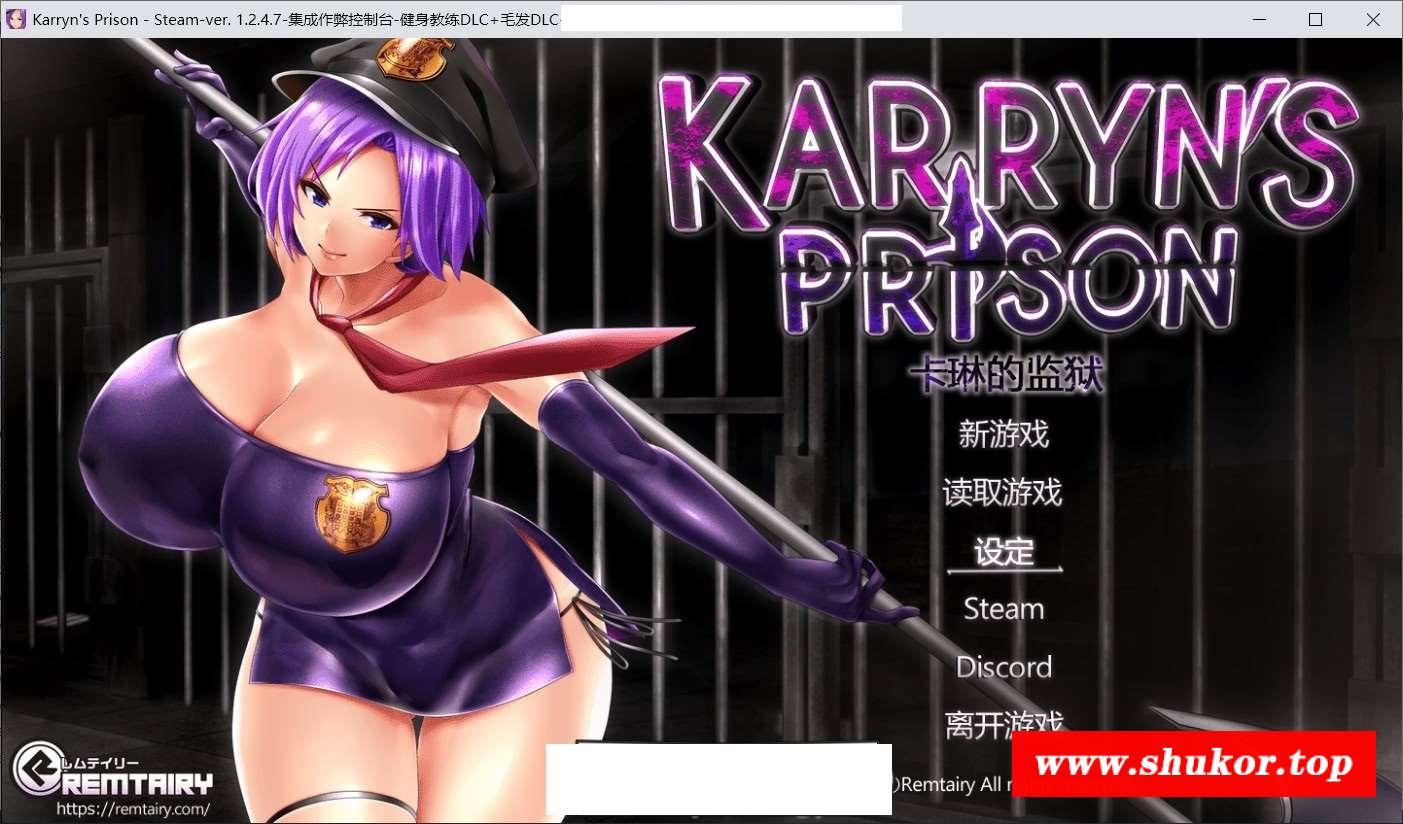 Karryn's Prison - Steam-ver. 1.2.4.7-集成作弊控制台-健身教练DLC+毛发DLC-
KARRYN'S
PRISON
卡琳的监狱
新游戏
读取游戏
设定
Steam
Discord
离开游戏
レムテイリー
REMTAIRY
https://remtairy.com/
Remtairy All rights reserved.
www.shukor.top